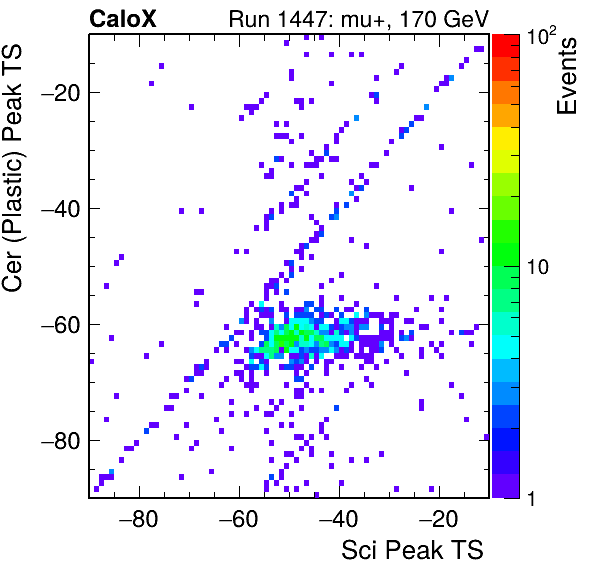 CaloX Run 1447: mu+, 170 GeV
Cer (Plastic) Peak TS
−20
−40
−60
−80
−80 −60 −40 −20
Sci Peak TS
10²
10
1
Events